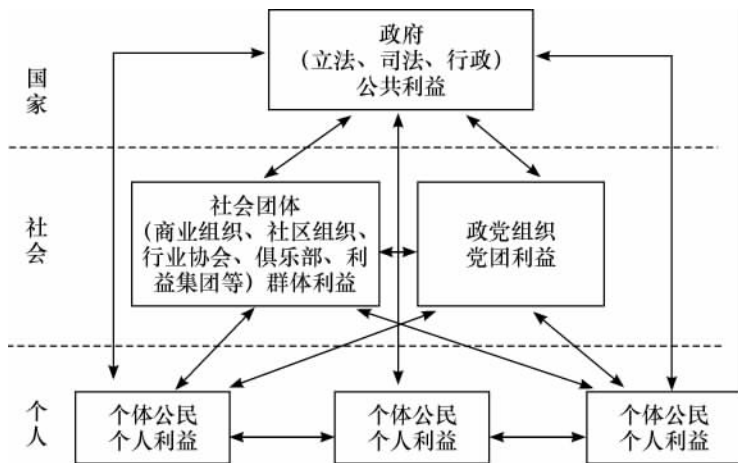 国家
政府
(立法、司法、行政)
公共利益
社会
社会团体
(商业组织、社区组织、
行业协会、俱乐部、利
益集团等)群体利益
政党组织
党团利益
个人
个体公民
个人利益
个体公民
个人利益
个体公民
个人利益